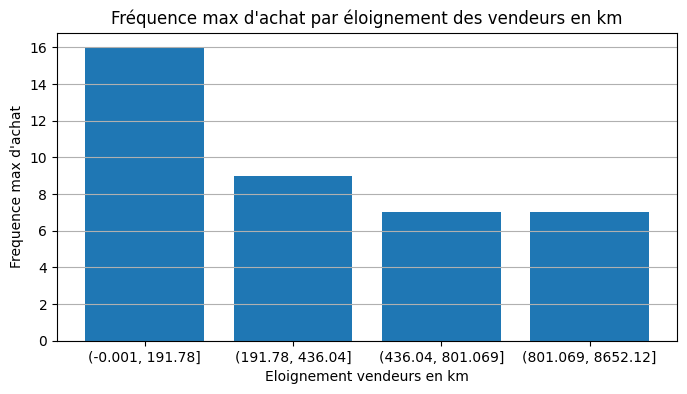 Fréquence max d'achat par éloignement des vendeurs en km
Frequence max d'achat
16
14
12
10
8
6
4
2
0
(-0.001, 191.78] (191.78, 436.04] (436.04, 801.069] (801.069, 8652.12]
Eloignement vendeurs en km